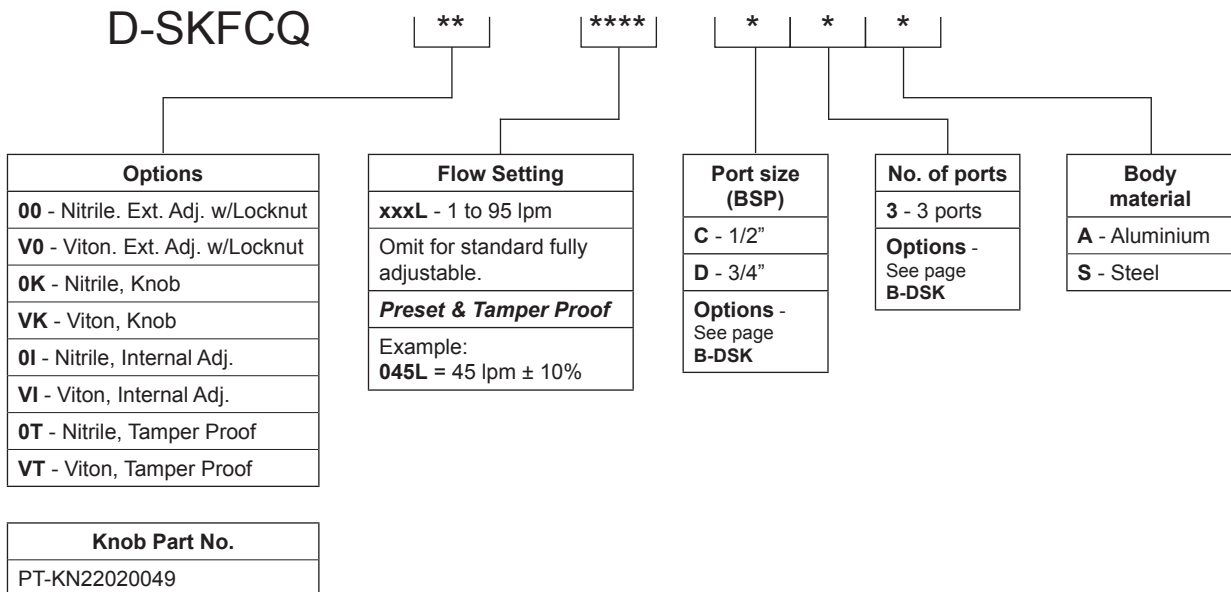 D-SKFCQ ** **** * * *
Options
00 - Nitrile. Ext. Adj. w/Locknut
V0 - Viton. Ext. Adj. w/Locknut
0K - Nitrile, Knob
VK - Viton, Knob
0I - Nitrile, Internal Adj.
VI - Viton, Internal Adj.
0T - Nitrile, Tamper Proof
VT - Viton, Tamper Proof
Flow Setting
xxxL - 1 to 95 lpm
Omit for standard fully
adjustable.
Preset & Tamper Proof
Example:
045L = 45 lpm ± 10%
Port size
(BSP)
C - 1/2”
D - 3/4”
Options -
See page
B-DSK
No. of ports
3 - 3 ports
Options -
See page
B-DSK
Body
material
A - Aluminium
S - Steel
Knob Part No.
PT-KN22020049